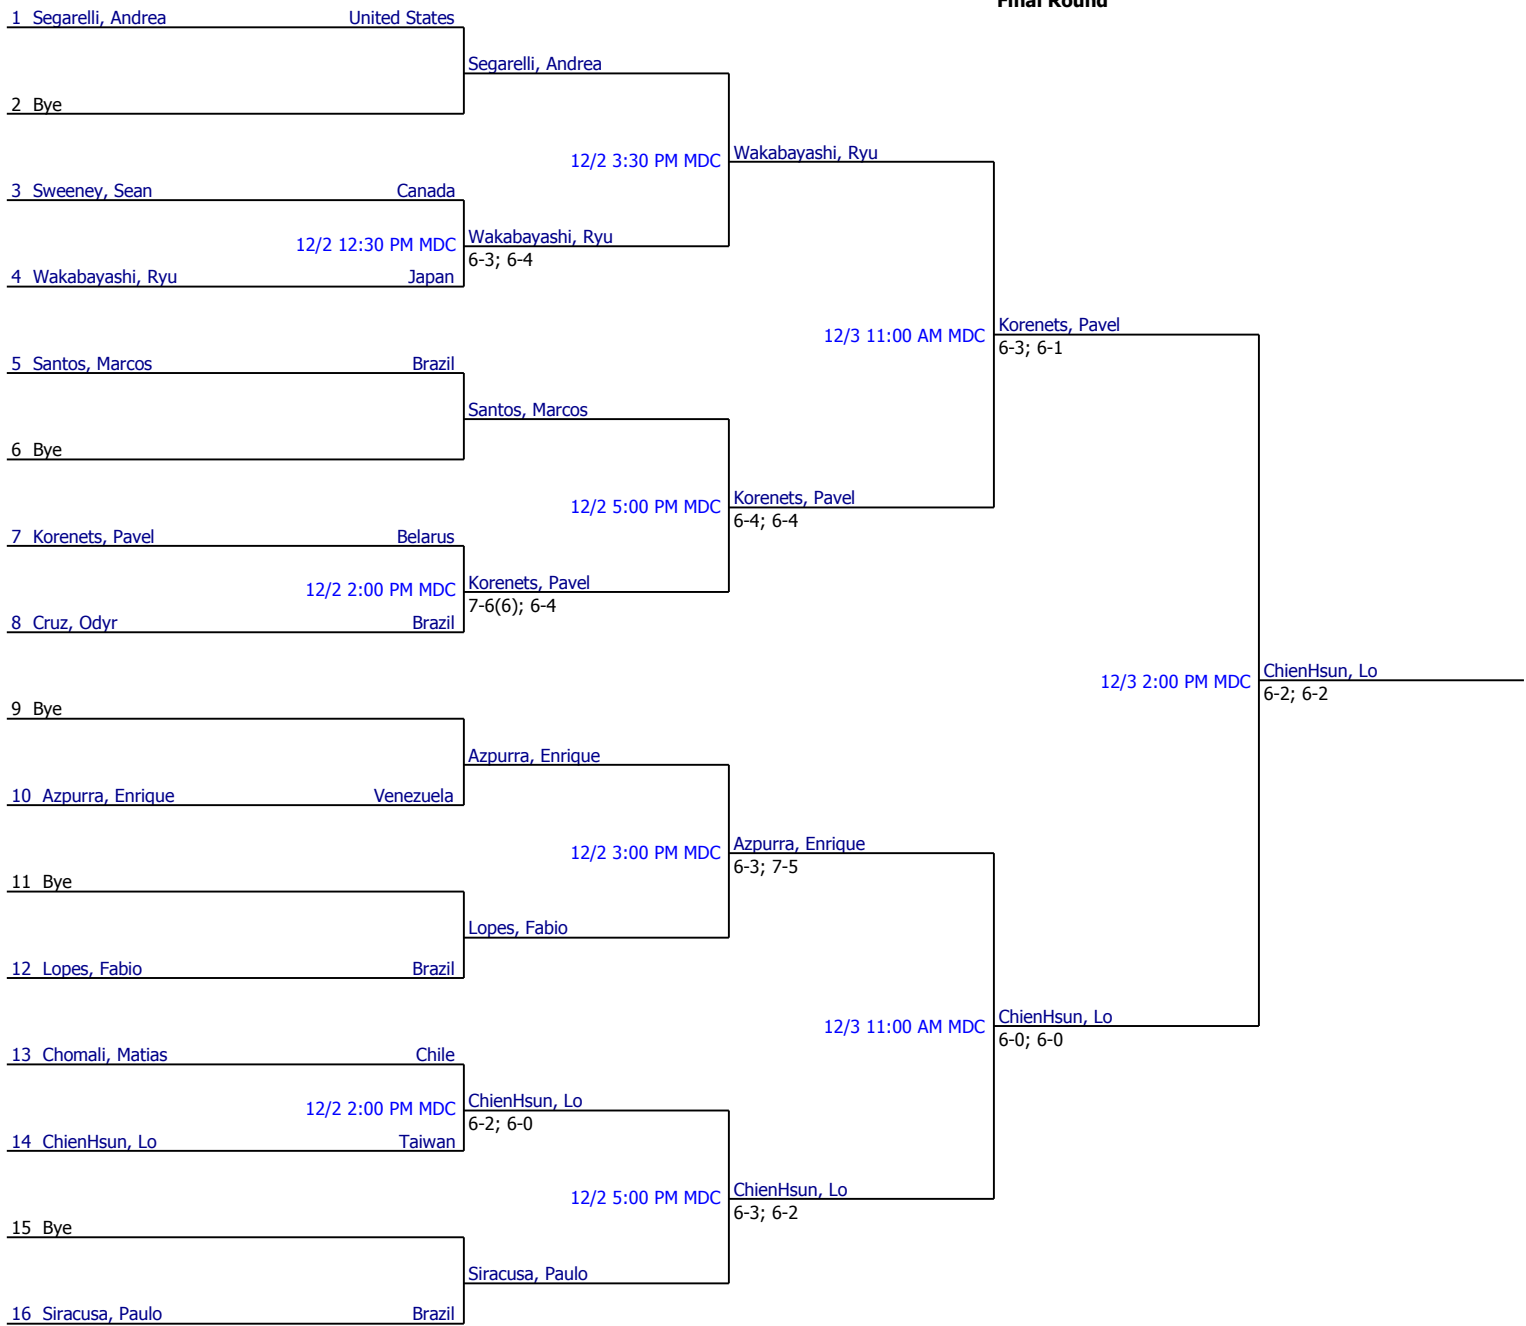 Final Round
1 Segarelli, Andrea United States
Segarelli, Andrea
2 Bye
12/2 3:30 PM MDC Wakabayashi, Ryu
3 Sweeney, Sean Canada
12/2 12:30 PM MDC Wakabayashi, Ryu
6-3; 6-4
4 Wakabayashi, Ryu Japan
12/3 11:00 AM MDC Korenets, Pavel
6-3; 6-1
5 Santos, Marcos Brazil
Santos, Marcos
6 Bye
12/2 5:00 PM MDC Korenets, Pavel
6-4; 6-4
7 Korenets, Pavel Belarus
12/2 2:00 PM MDC Korenets, Pavel
7-6(6); 6-4
8 Cruz, Odyr Brazil
12/3 2:00 PM MDC ChienHsun, Lo
6-2; 6-2
9 Bye
Azpurra, Enrique
10 Azpurra, Enrique Venezuela
12/2 3:00 PM MDC Azpurra, Enrique
6-3; 7-5
11 Bye
Lopes, Fabio
12 Lopes, Fabio Brazil
12/3 11:00 AM MDC ChienHsun, Lo
6-0; 6-0
13 Chomali, Matias Chile
12/2 2:00 PM MDC ChienHsun, Lo
6-2; 6-0
14 ChienHsun, Lo Taiwan
12/2 5:00 PM MDC ChienHsun, Lo
6-3; 6-2
15 Bye
Siracusa, Paulo
16 Siracusa, Paulo Brazil